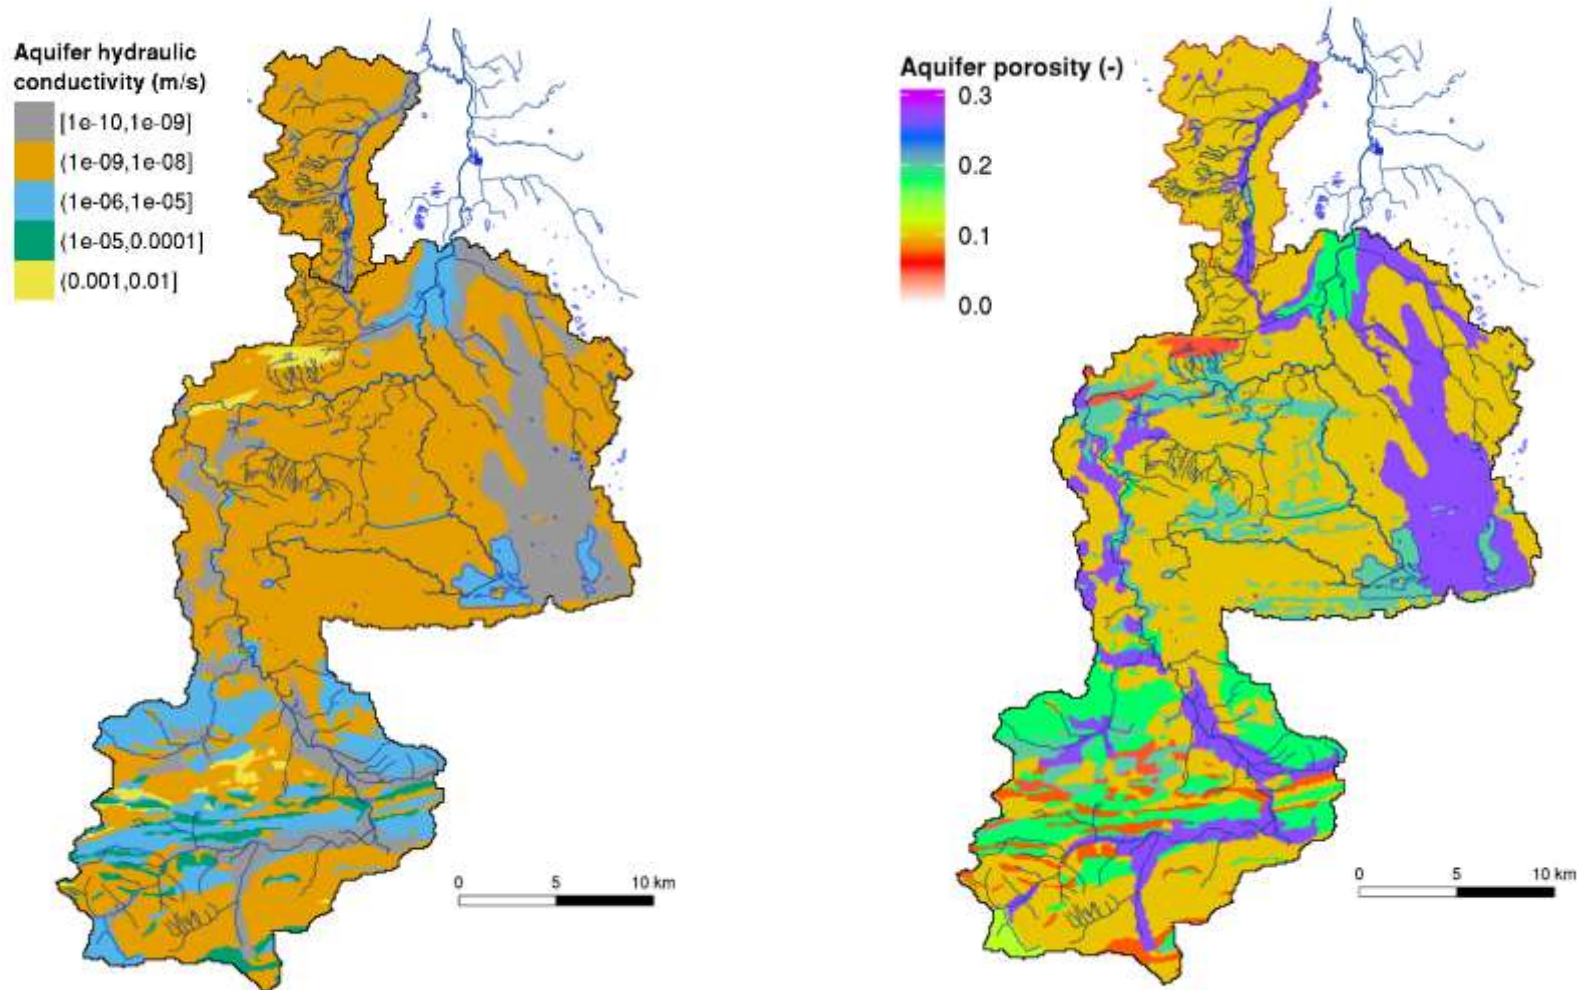 Aquifer hydraulic
conductivity (m/s)
[1e-10,1e-09]
(1e-09,1e-08]
(1e-06,1e-05]
(1e-05,0.0001]
(0.001,0.01]
0 5 10 km
Aquifer porosity (-)
0.3
0.2
0.1
0.0
0 5 10 km